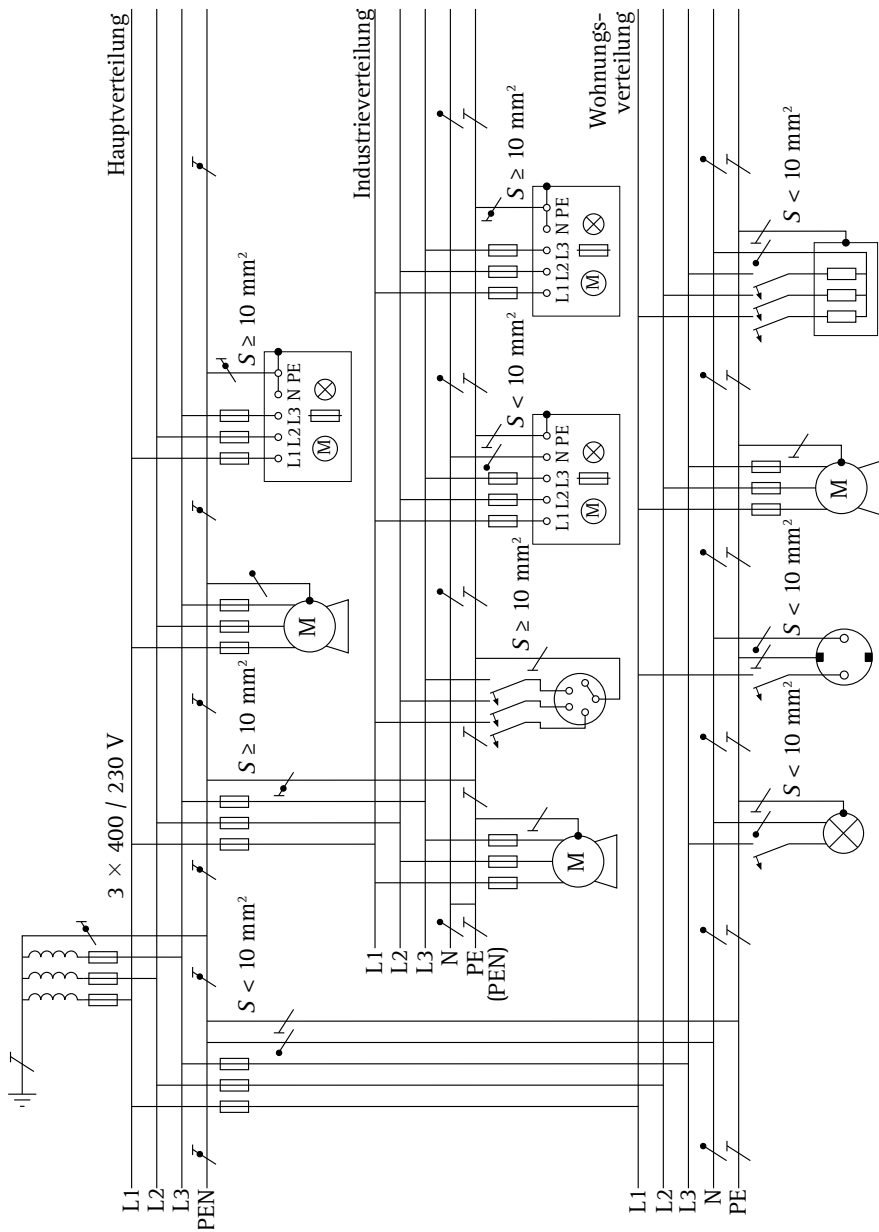 3 × 400 / 230 V
Hauptverteilung
L1
L2
L3
PEN
S < 10 mm²
S ≥ 10 mm²
M
S ≥ 10 mm²
L1 L2 L3 N PE
M
Industrieverteilung
L1
L2
L3
N
PE
(PEN)
M
S ≥ 10 mm²
S < 10 mm²
L1 L2 L3 N PE
M
S ≥ 10 mm²
L1 L2 L3 N PE
M
Wohnungs-
verteilung
L1
L2
L3
N
PE
S < 10 mm²
S < 10 mm²
M
S < 10 mm²